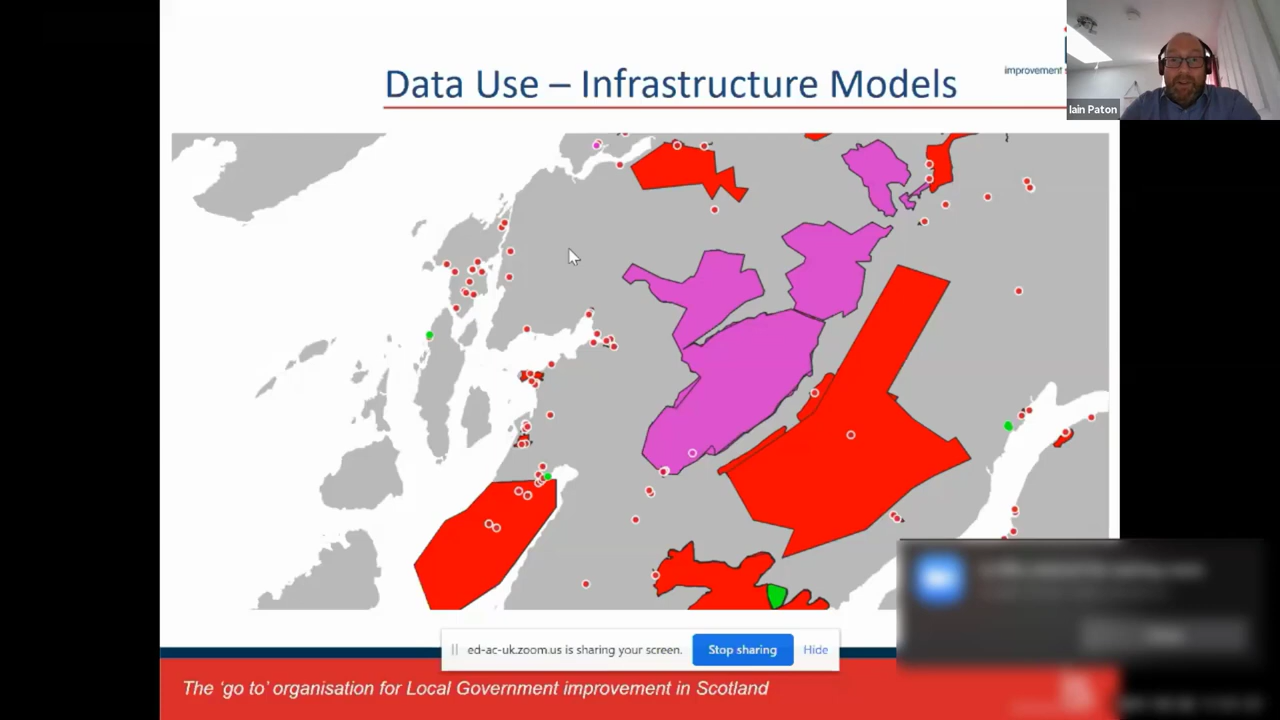 Data Use – Infrastructure Models
improvement s
Iain Paton
ed-ac-uk.zoom.us is sharing your screen.
Stop sharing
Hide
The ‘go to’ organisation for Local Government improvement in Scotland